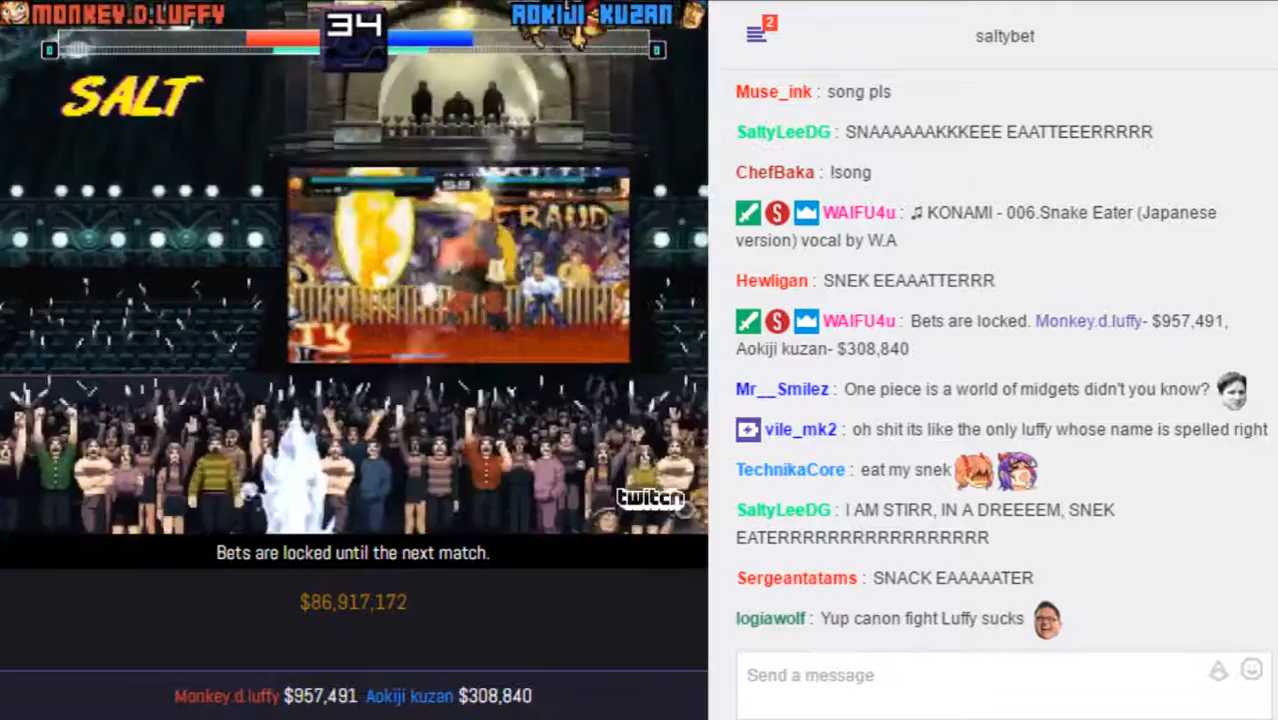 MONKEY.D.LUFFY
34
AOKIJI KUZAN
0
0
SALT
58
FRAUD
twitch
Bets are locked until the next match.
$86,917,172
Monkey.d.luffy $957,491 Aokiji kuzan $308,840
2
saltybet
Muse_ink : song pls
SaltyLeeDG : SNAAAAAAKKKEEE EAATTEEERRRRR
ChefBaka : !song
S WAIFU4u : ♫ KONAMI - 006.Snake Eater (Japanese
version) vocal by W.A
Hewligan : SNEK EEAAATTERRR
S WAIFU4u : Bets are locked. Monkey.d.luffy- $957,491,
Aokiji kuzan- $308,840
Mr__Smilez : One piece is a world of midgets didn't you know?
vile_mk2 : oh shit its like the only luffy whose name is spelled right
TechnikaCore : eat my snek
SaltyLeeDG : I AM STIRR, IN A DREEEEM, SNEK
EATERRRRRRRRRRRRRRRRR
Sergeantatams : SNACK EAAAAATER
logiawolf : Yup canon fight Luffy sucks
Send a message